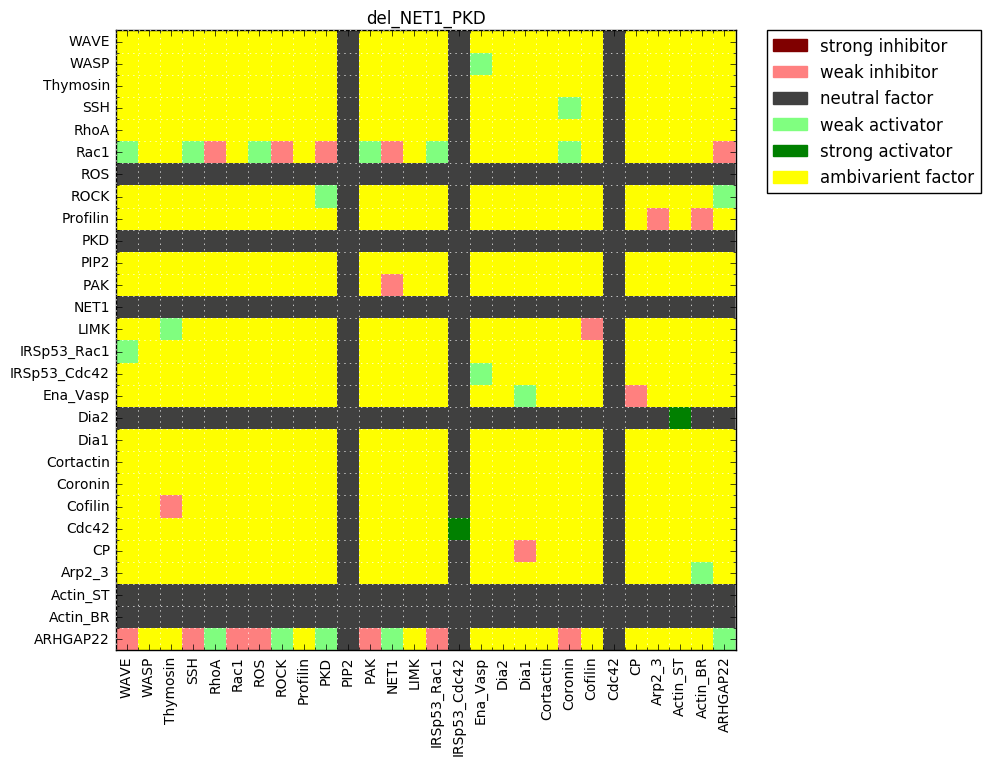 del_NET1_PKD
WAVE
WASP
Thymosin
SSH
RhoA
Rac1
ROS
ROCK
Profilin
PKD
PIP2
PAK
NET1
LIMK
IRSp53_Rac1
IRSp53_Cdc42
Ena_Vasp
Dia2
Dia1
Cortactin
Coronin
Cofilin
Cdc42
CP
Arp2_3
Actin_ST
Actin_BR
ARHGAP22
WAVE
WASP
Thymosin
SSH
RhoA
Rac1
ROS
ROCK
Profilin
PKD
PIP2
PAK
NET1
LIMK
IRSp53_Rac1
IRSp53_Cdc42
Ena_Vasp
Dia2
Dia1
Cortactin
Coronin
Cofilin
Cdc42
CP
Arp2_3
Actin_ST
Actin_BR
ARHGAP22
strong inhibitor
weak inhibitor
neutral factor
weak activator
strong activator
ambivarient factor